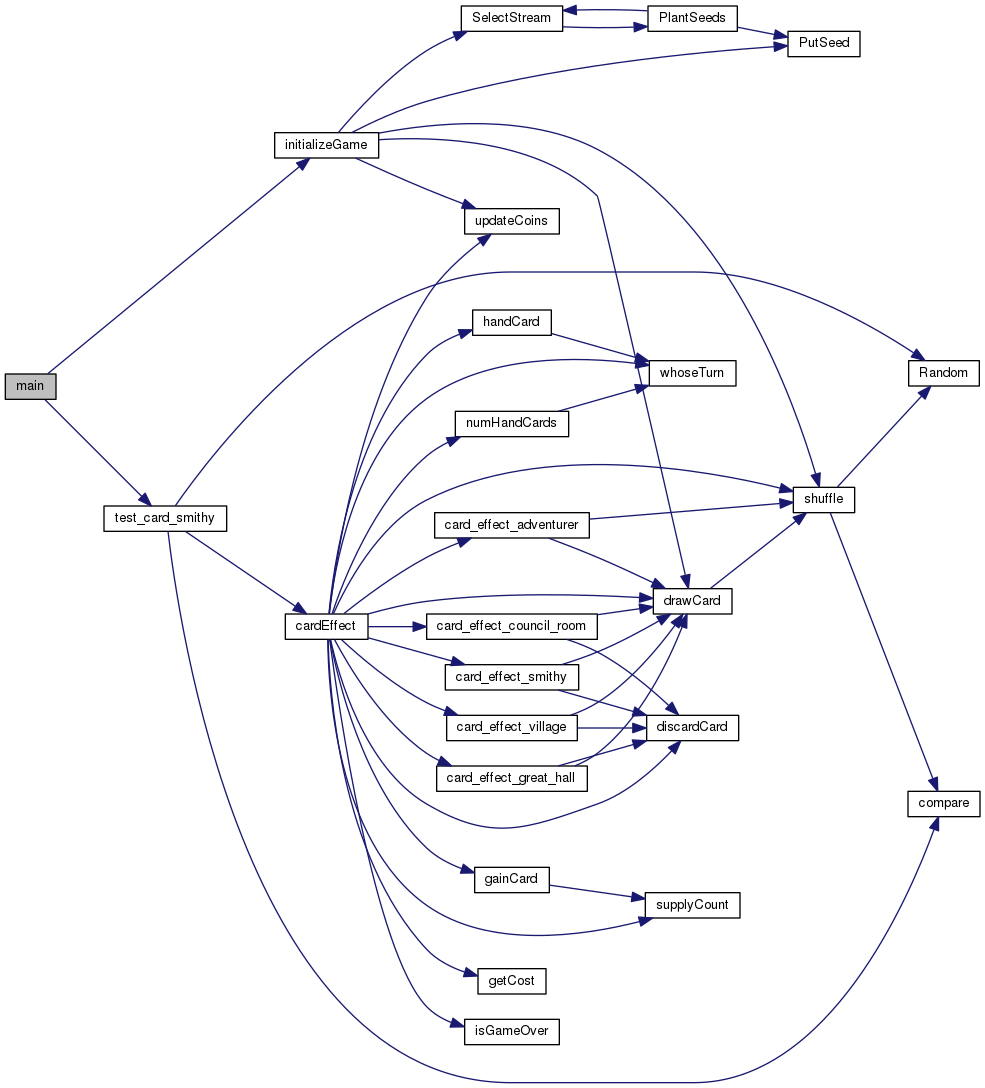 SelectStream
PlantSeeds
PutSeed
initializeGame
updateCoins
handCard
whoseTurn
Random
main
numHandCards
shuffle
test_card_smithy
card_effect_adventurer
drawCard
cardEffect
card_effect_council_room
card_effect_smithy
card_effect_village
discardCard
card_effect_great_hall
compare
gainCard
supplyCount
getCost
isGameOver